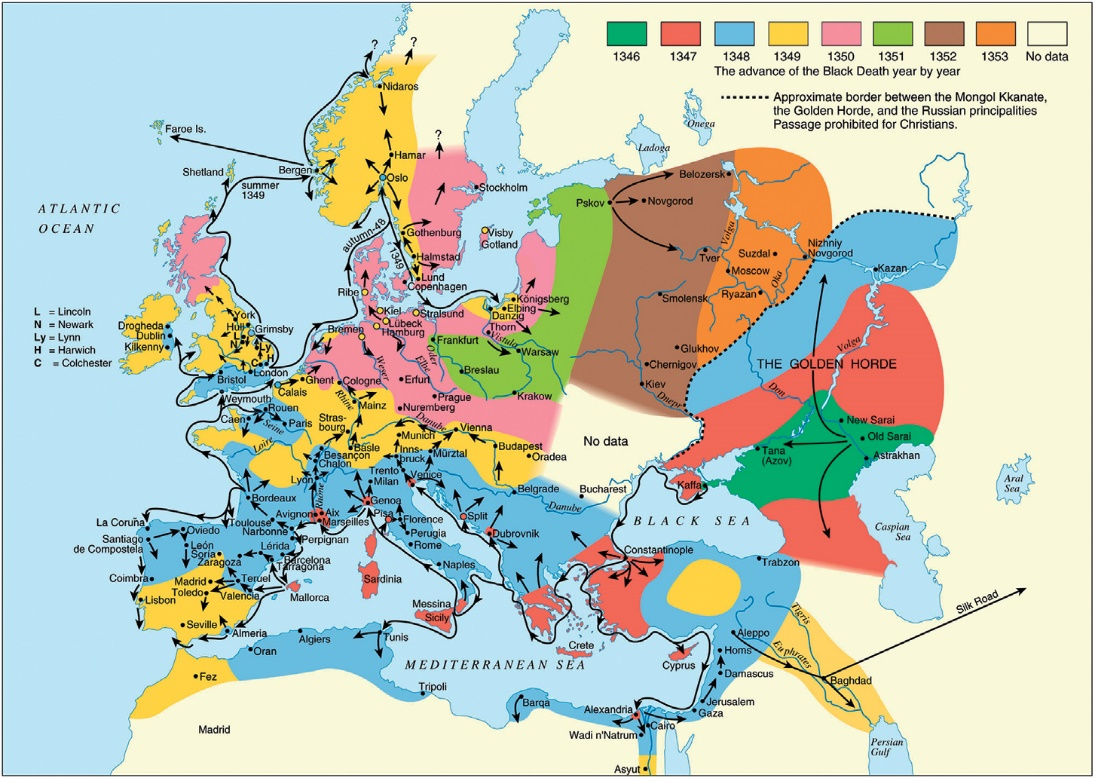 1346
1347
1348
1349
1350
1351
1352
1353
No data
The advance of the Black Death year by year
Approximate border between the Mongol Kkanate,
the Golden Horde, and the Russian principalities
Passage prohibited for Christians.
?
?
?
Nidaros
Faroe Is.
Shetland
summer
1349
Bergen
Hamar
Oslo
Stockholm
Onega
Ladoga
ATLANTIC
OCEAN
autumn-48
1349
Gothenburg
Visby
Gotland
Halmstad
Lund
Copenhagen
Belozersk
Pskov
Novgorod
Volga
Tver
Suzdal
Nizhniy
Novgorod
Moscow
Oka
Ryazan
Kazan
Smolensk
Glukhov
Chernigov
Kiev
Dnepr
L = Lincoln
N = Newark
Ly = Lynn
H = Harwich
C = Colchester
Drogheda
Dublin
Kilkenny
York
Hull
Grimsby
L
N
Ly
H
C
London
Bristol
Weymouth
Ribe
Kiel
Lübeck
Hamburg
Stralsund
Bremen
Königsberg
Elbing
Danzig
Thorn
Vistula
Warsaw
Frankfurt
Oder
Elbe
Weser
Breslau
Krakow
Ghent
Cologne
Erfurt
Calais
Prague
Rhine
Mainz
Nuremberg
Rouen
Caen
Seine
Paris
Stras-
bourg
Danube
Vienna
Munich
Loire
Besançon
Basle
Chalon
Inns-
bruck
Mürztal
Budapest
Oradea
No data
THE GOLDEN HORDE
Volga
Don
New Sarai
Old Sarai
Tana
(Azov)
Astrakhan
Kaffa
Aral
Sea
Caspian
Sea
Lyon
Trento
Milan
Venice
Rhône
Belgrade
Bucharest
Danube
Bordeaux
Genoa
Avignon
Aix
Marseilles
Pisa
Florence
Split
BLACK SEA
La Coruña
Santiago
de Compostela
Oviedo
Toulouse
Narbonne
Perpignan
Perugia
Rome
Dubrovnik
León
Soria
Zaragoza
Lérida
Barcelona
Tarragona
Constantinople
Trabzon
Coimbra
Madrid
Toledo
Teruel
Valencia
Mallorca
Sardinia
Naples
Lisbon
Seville
Almeria
Messina
Sicily
Algiers
Oran
Tunis
Crete
Cyprus
Aleppo
Homs
Damascus
Tigris
Euphrates
Silk Road
Baghdad
Fez
MEDITERRANEAN SEA
Tripoli
Barqa
Alexandria
Jerusalem
Gaza
Cairo
Wadi n'Natrum
Asyut
Persian
Gulf
Madrid